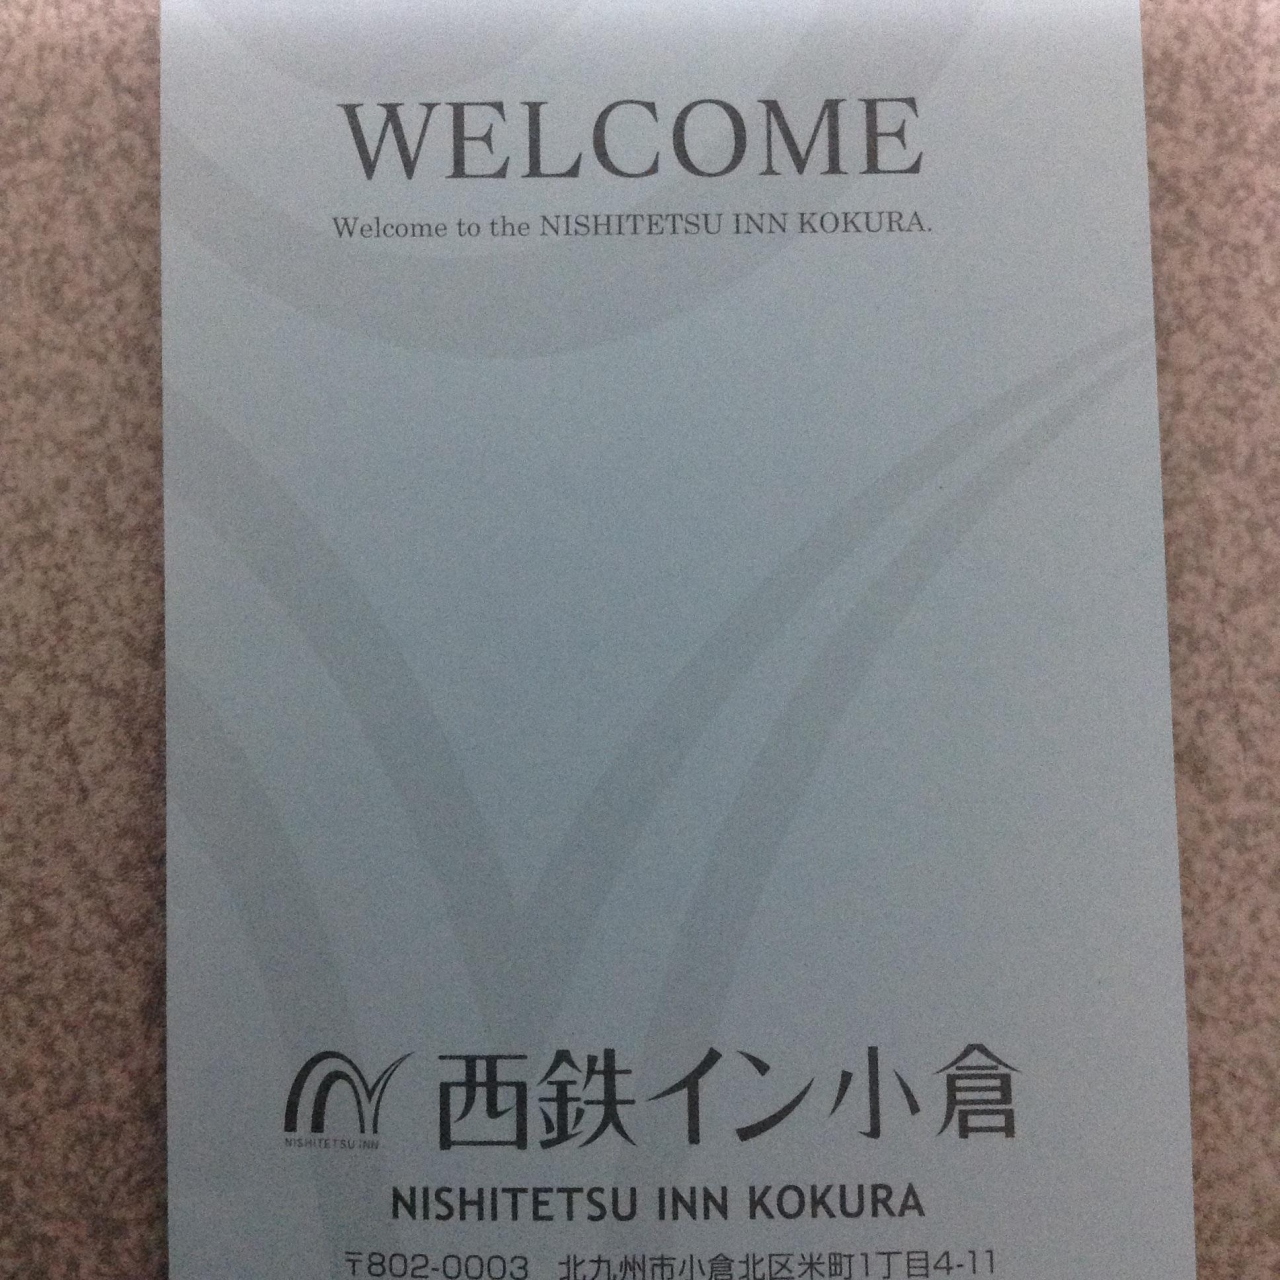 WELCOME
Welcome to the NISHITETSU INN KOKURA.
NISHITETSU INN
西鉄イン小倉
NISHITETSU INN KOKURA
〒802-0003 北九州市小倉北区米町1丁目4-11